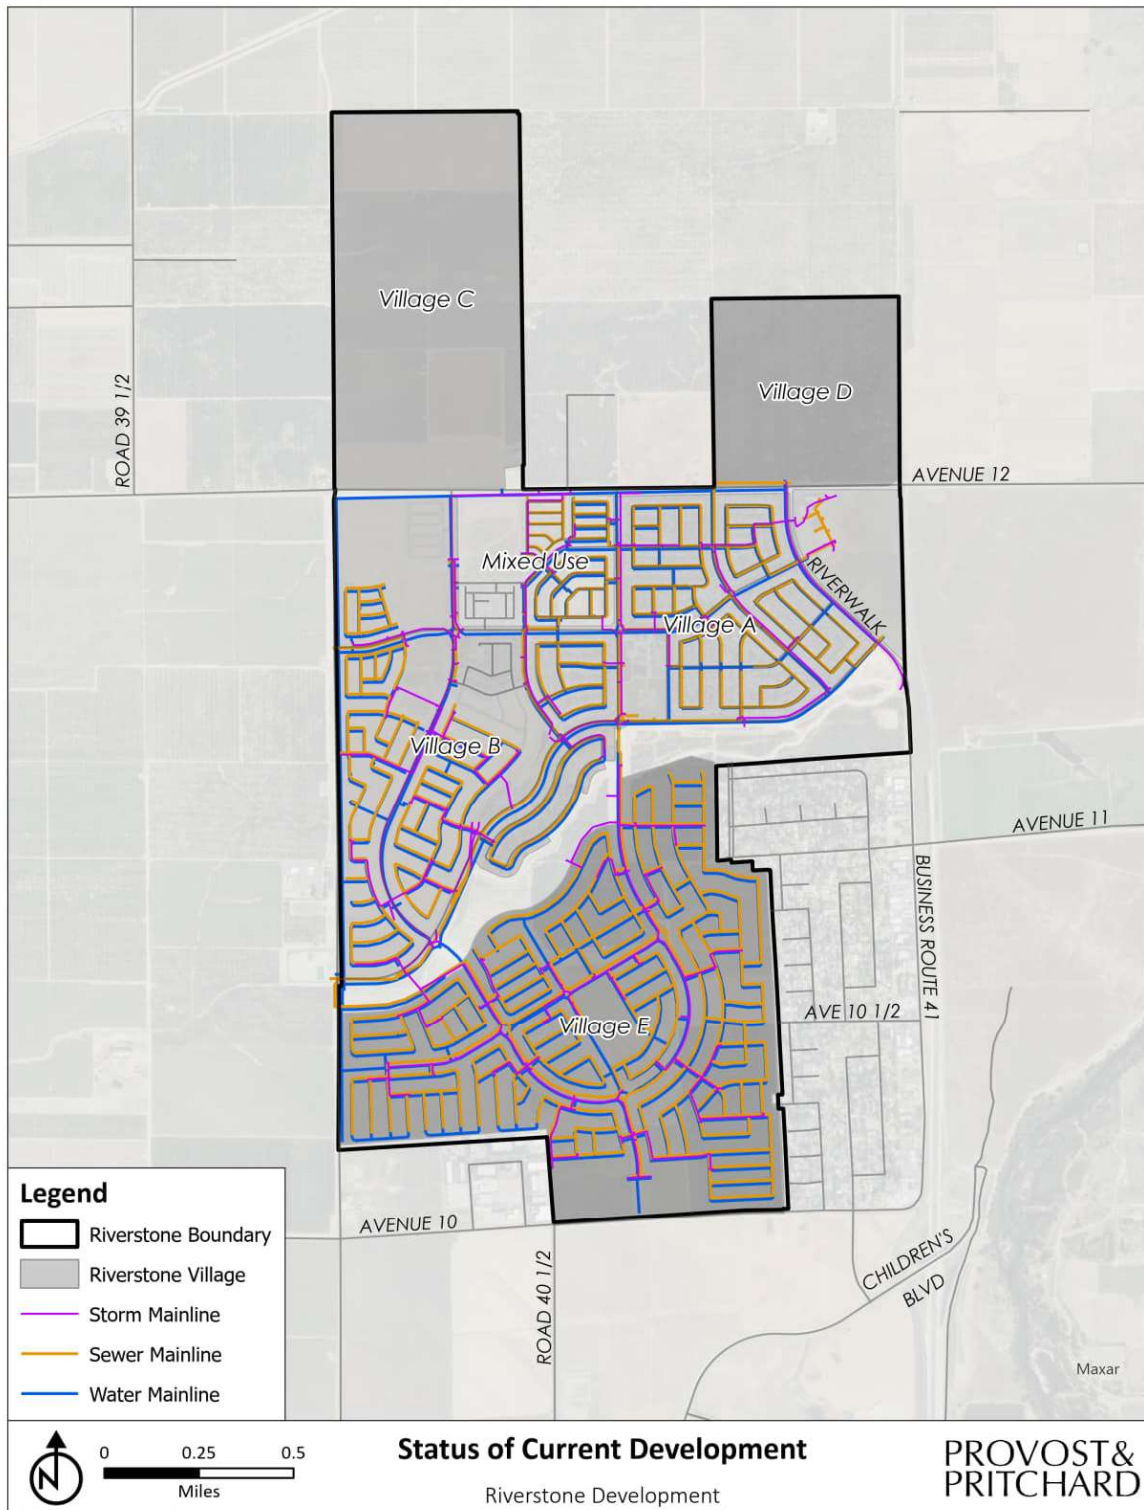 Village C
Village D
ROAD 39 1/2
AVENUE 12
Mixed Use
RIVERWALK
Village A
Village B
AVENUE 11
BUSINESS ROUTE 41
AVE 10 1/2
Village E
AVENUE 10
ROAD 40 1/2
CHILDREN'S
BLVD
Maxar
Legend
Riverstone Boundary
Riverstone Village
Storm Mainline
Sewer Mainline
Water Mainline
N
0 0.25 0.5
Miles
Status of Current Development
Riverstone Development
PROVOST&
PRITCHARD